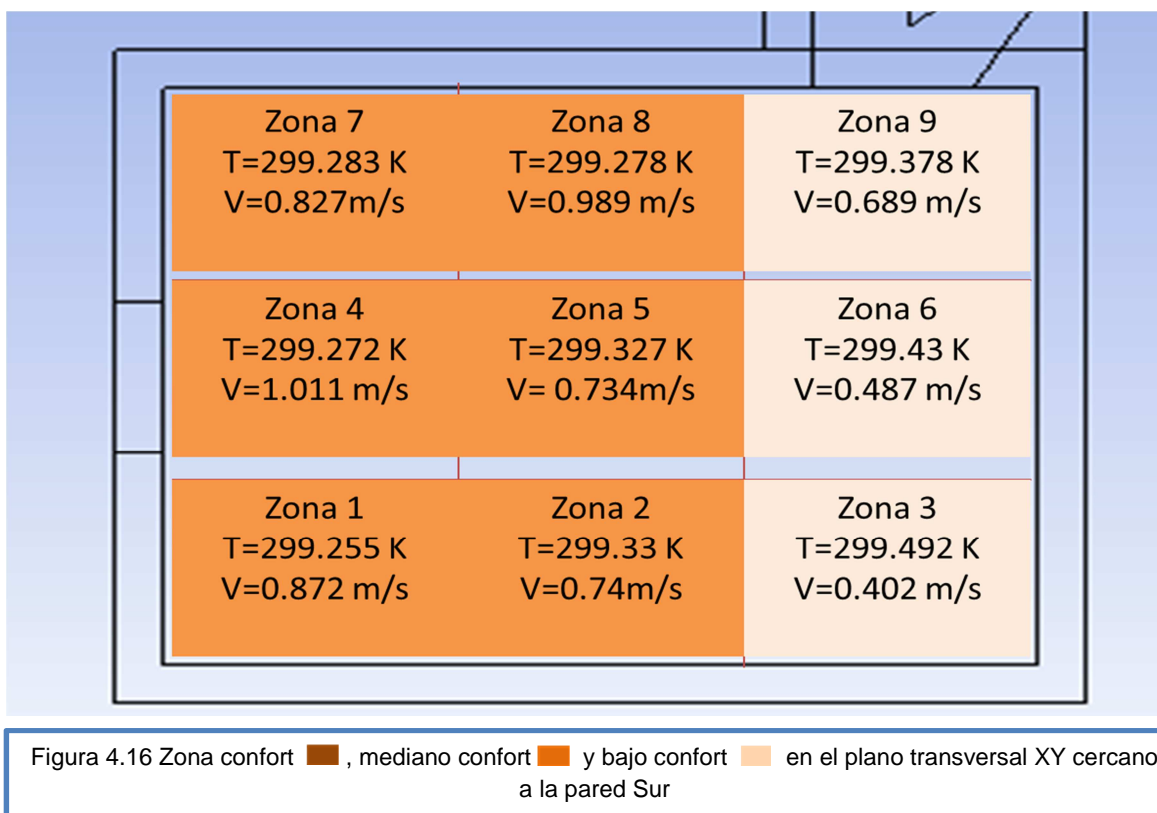 Zona 7
T=299.283 K
V=0.827m/s
Zona 8
T=299.278 K
V=0.989 m/s
Zona 9
T=299.378 K
V=0.689 m/s
Zona 4
T=299.272 K
V=1.011 m/s
Zona 5
T=299.327 K
V= 0.734m/s
Zona 6
T=299.43 K
V=0.487 m/s
Zona 1
T=299.255 K
V=0.872 m/s
Zona 2
T=299.33 K
V=0.74m/s
Zona 3
T=299.492 K
V=0.402 m/s
Figura 4.16 Zona confort , mediano confort y bajo confort en el plano transversal XY cercano
a la pared Sur